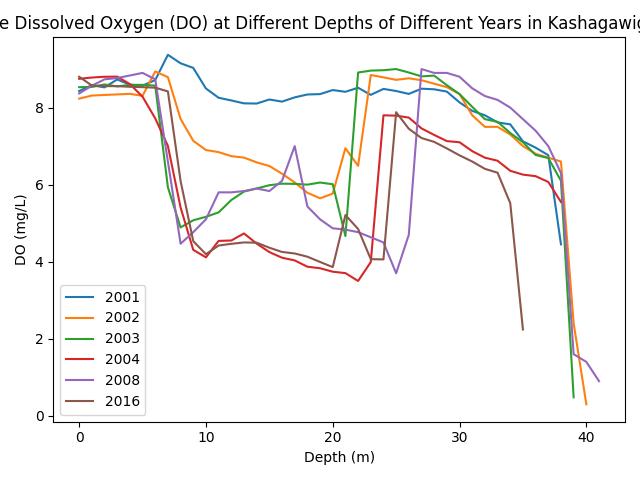 Dissolved Oxygen (DO) at Different Depths of Different Years in
DO (mg/L)
8
6
4
2
0
2001
2002
2003
2004
2008
2016
0 10 20 30 40
Depth (m)